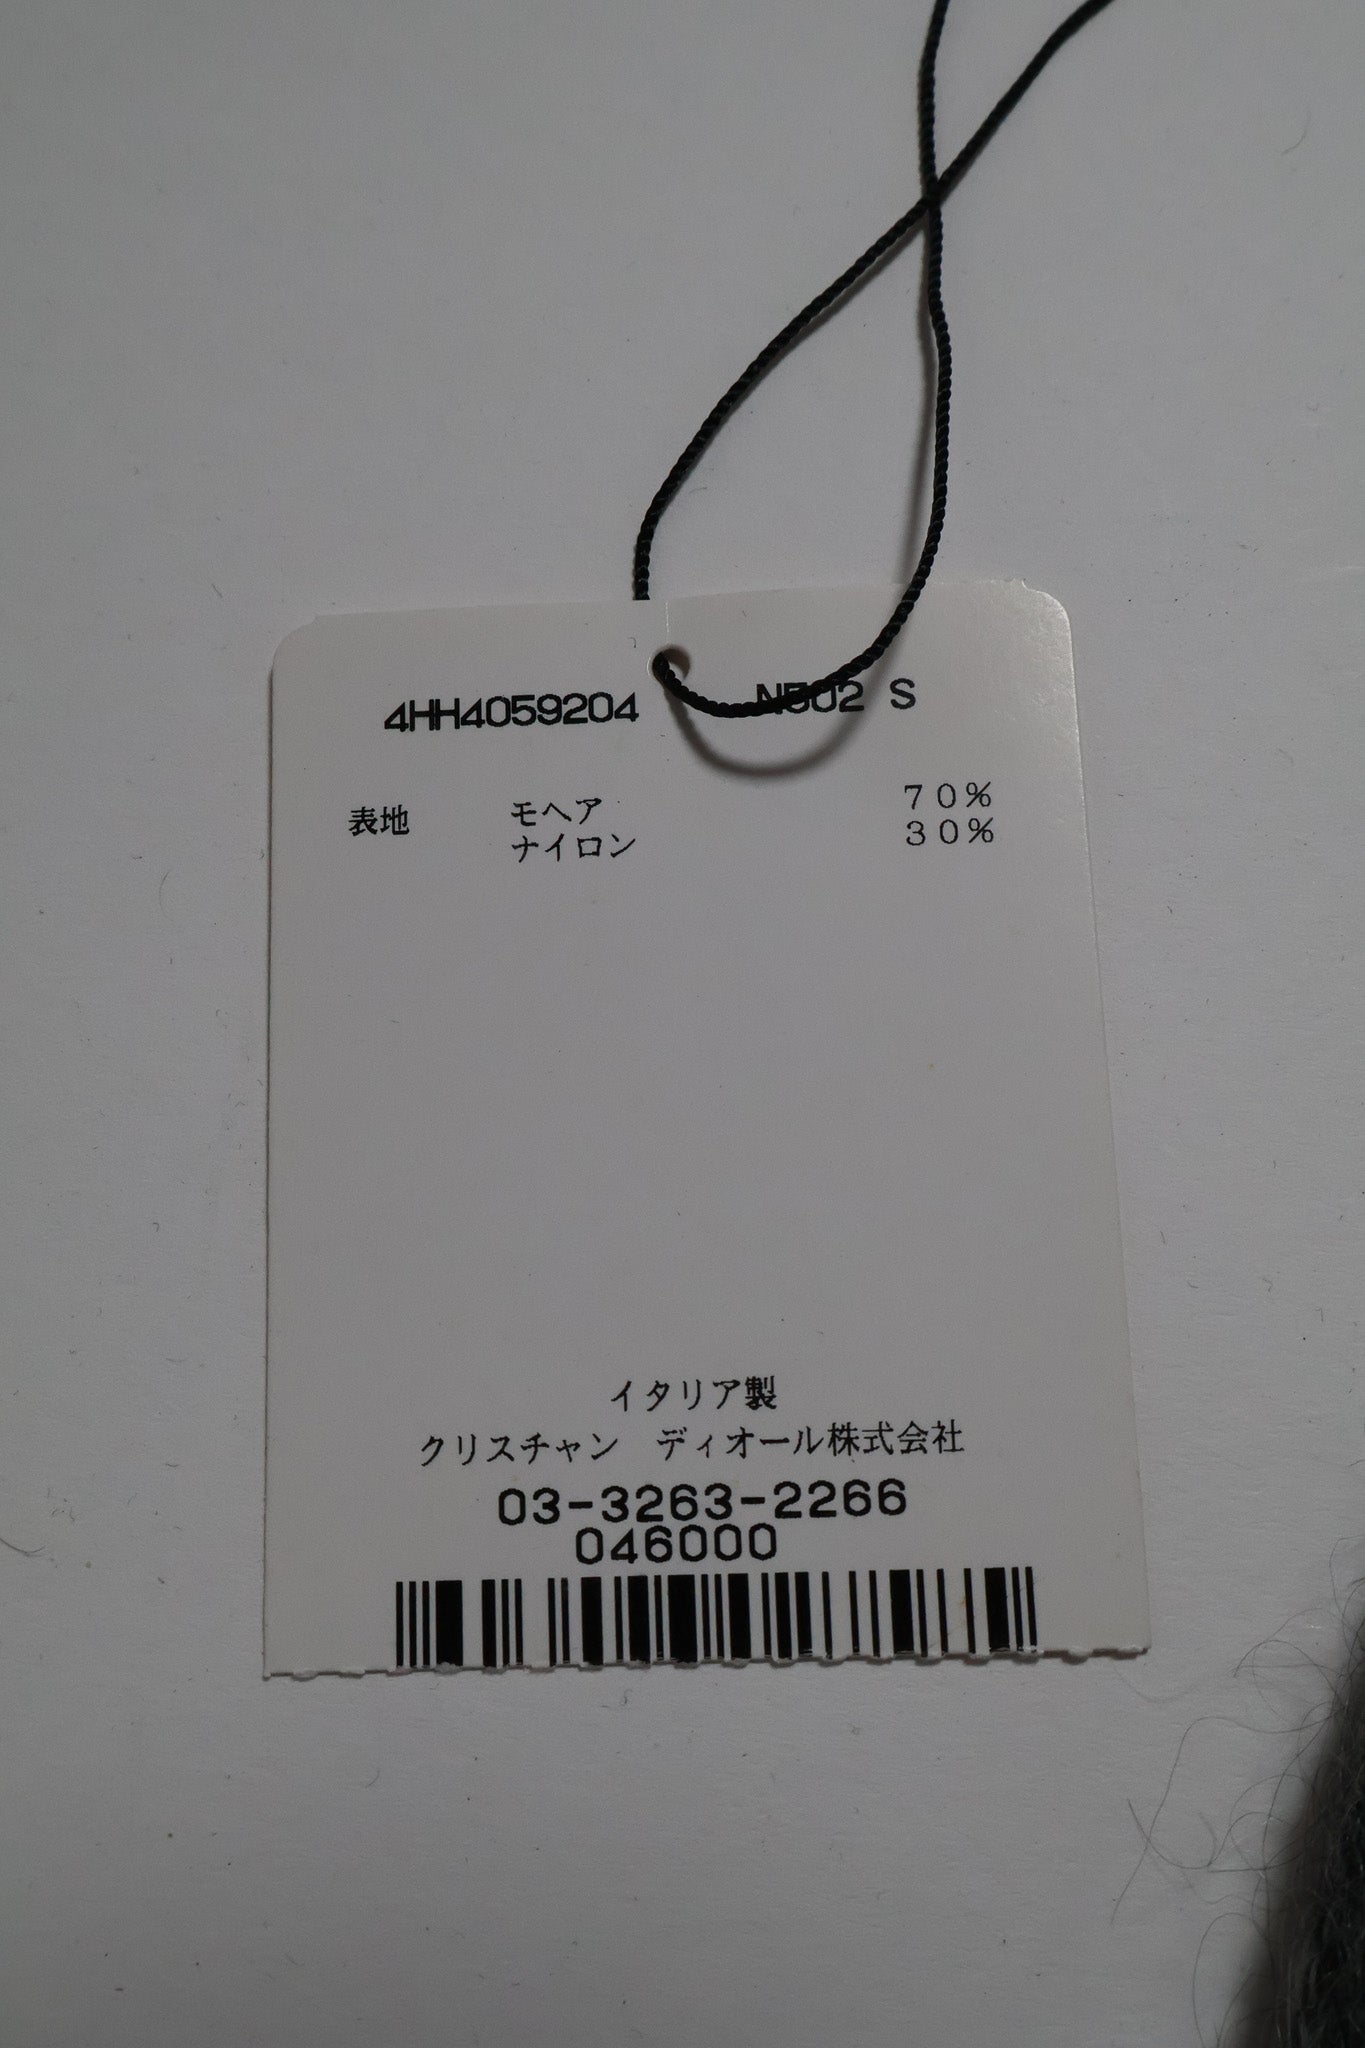 4HH4059204 N502 S
表地 モヘア 70%
ナイロン 30%
イタリア製
クリスチャン ディオール株式会社
03-3263-2266
046000